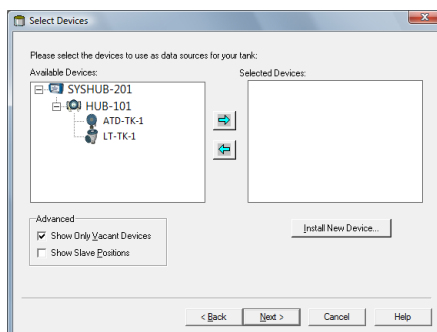 Select Devices
Please select the devices to use as data sources for your tank:
Available Devices:
Selected Devices:
SYSHUB-201
HUB-101
ATD-TK-1
LT-TK-1
Advanced
Show Only Vacant Devices
Show Slave Positions
Install New Device...
< Back
Next >
Cancel
Help